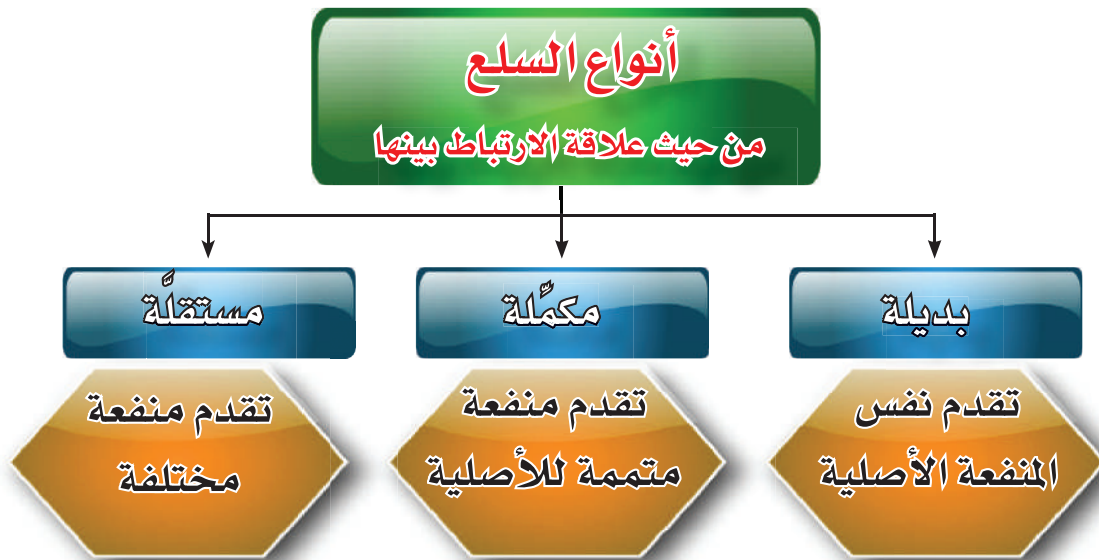 أنواع السلع
من حيث علاقة الارتباط بينها
بديلة
مكمِّلة
مستقلَّة
تقدم نفس
المنفعة الأصلية
تقدم منفعة
متممة للأصلية
تقدم منفعة
مختلفة